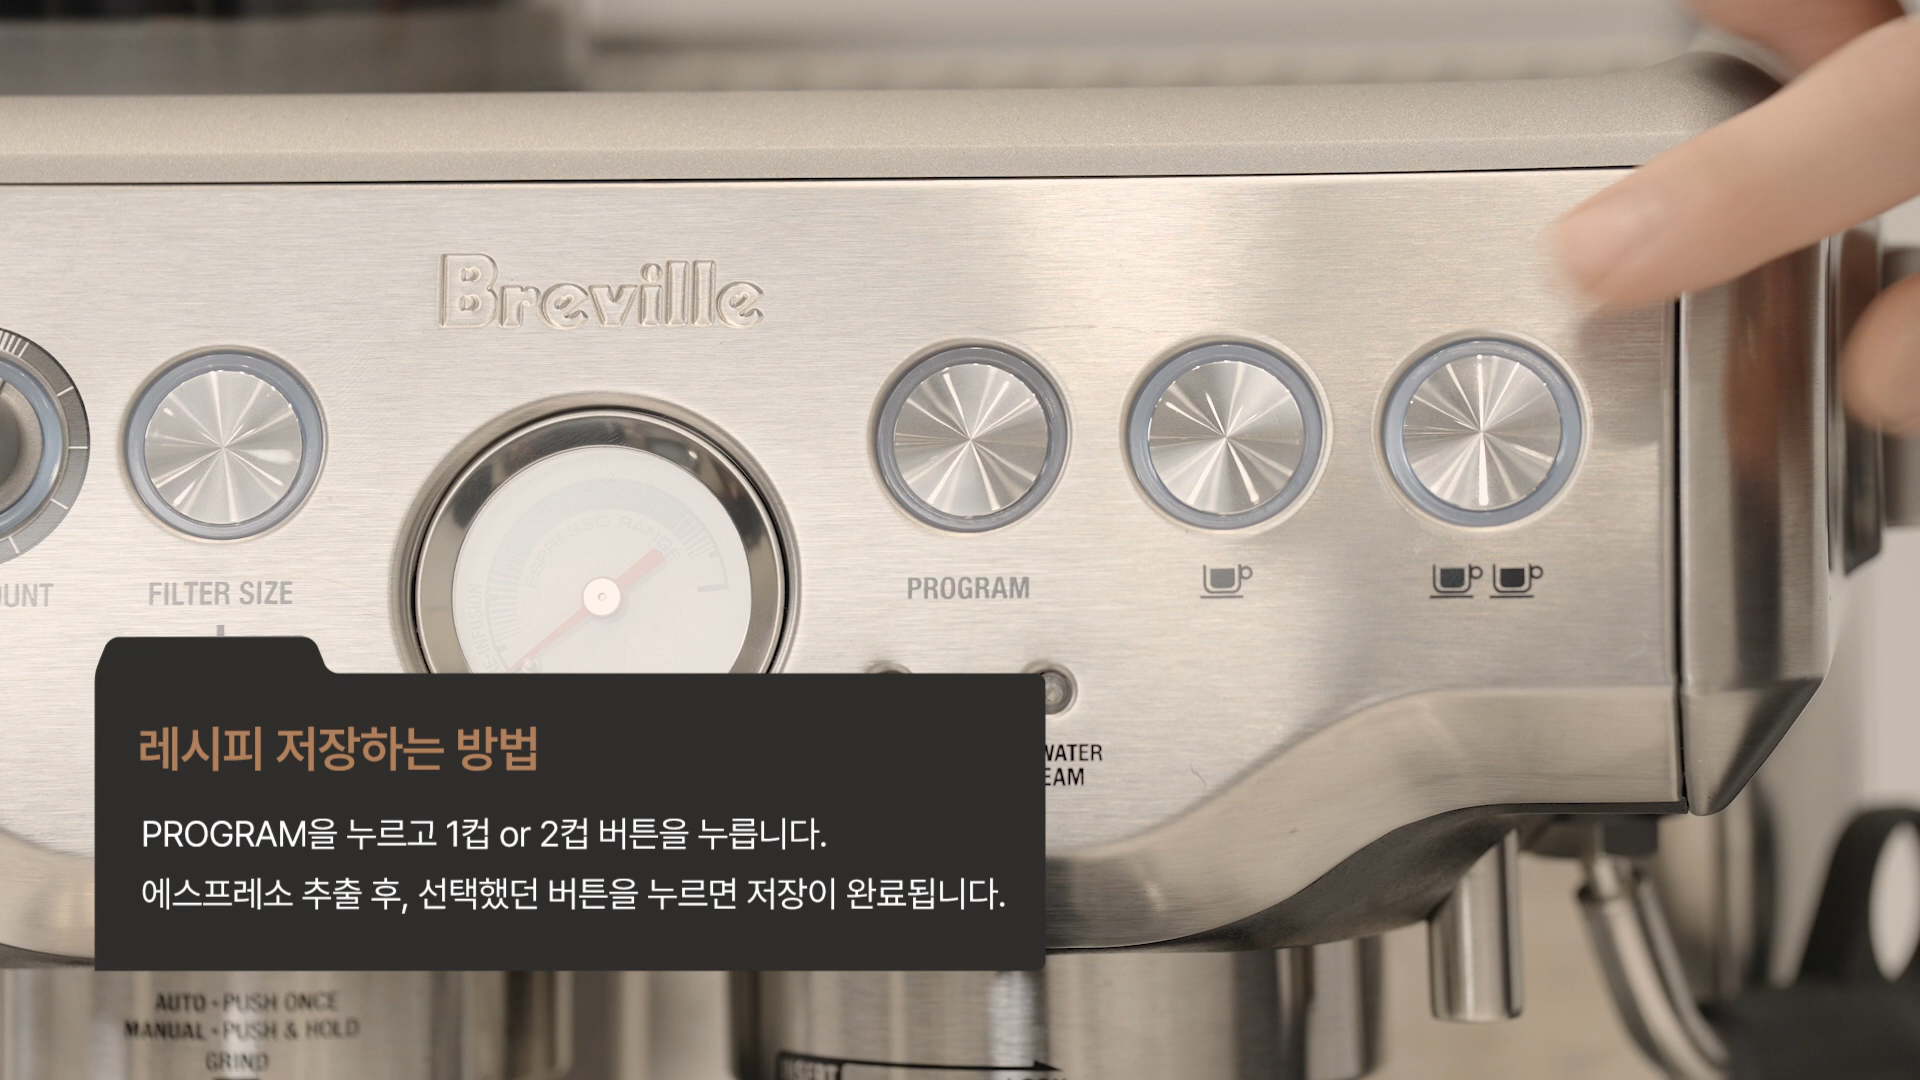 Breville
FILTER SIZE
PROGRAM
레시피 저장하는 방법
PROGRAM을 누르고 1컵 or 2컵 버튼을 누릅니다.
에스프레소 추출 후, 선택했던 버튼을 누르면 저장이 완료됩니다.
AUTO • PUSH ONCE
MANUAL • PUSH & HOLD
GRIND